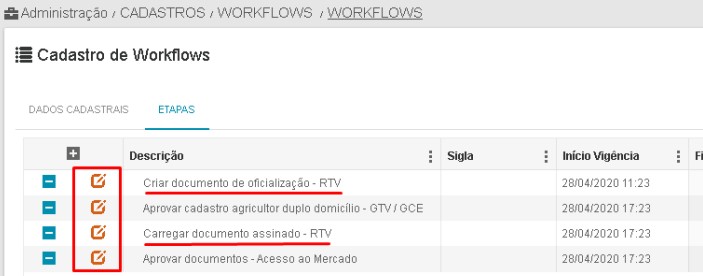 Administração / CADASTROS / WORKFLOWS / WORKFLOWS
Cadastro de Workflows
DADOS CADASTRAIS ETAPAS
Descrição Sigla Início Vigência Fi
Criar documento de oficialização - RTV 28/04/2020 11:23
Aprovar cadastro agricultor duplo domicílio - GTV / GCE 28/04/2020 17:23
Carregar documento assinado - RTV 28/04/2020 17:23
Aprovar documentos - Acesso ao Mercado 28/04/2020 17:23